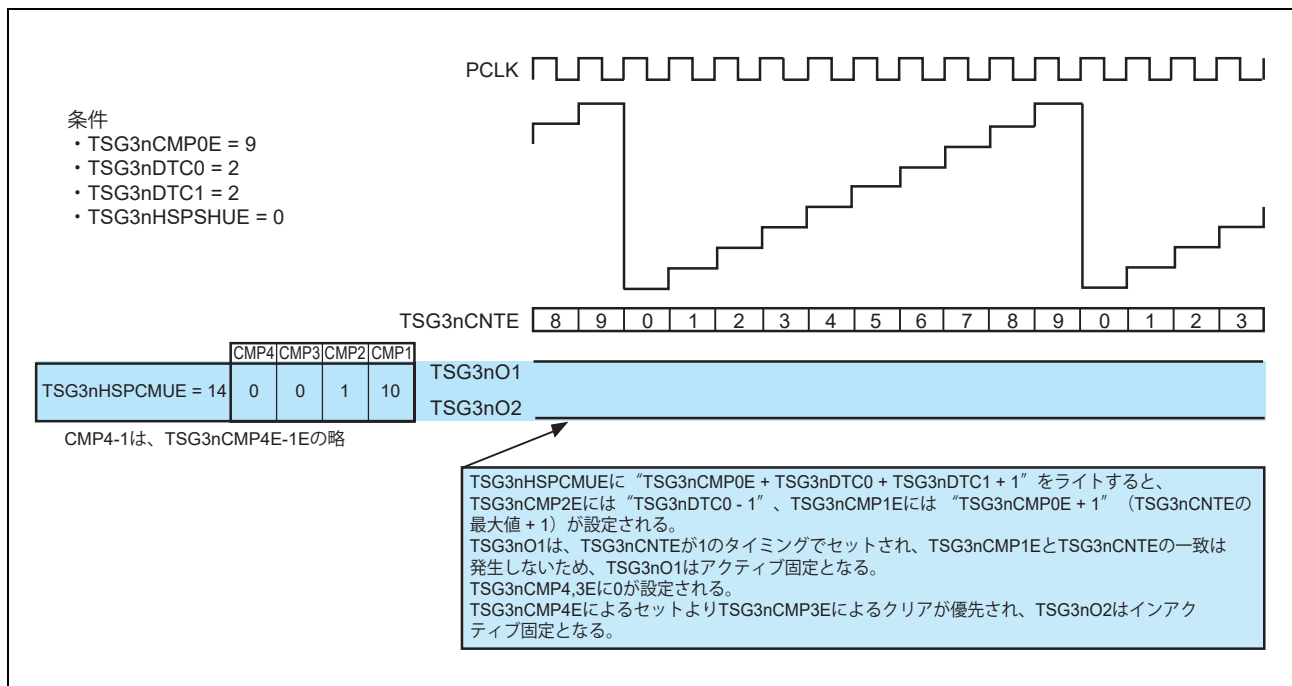 PCLK
条件
・TSG3nCMP0E = 9
・TSG3nDTC0 = 2
・TSG3nDTC1 = 2
・TSG3nHSPSHUE = 0
TSG3nCNTE 8 9 0 1 2 3 4 5 6 7 8 9 0 1 2 3
CMP4 CMP3 CMP2 CMP1
TSG3nHSPCMUE = 14 0 0 1 10
TSG3nO1
TSG3nO2
CMP4-1は、TSG3nCMP4E-1Eの略
TSG3nHSPCMUEに“TSG3nCMP0E + TSG3nDTC0 + TSG3nDTC1 + 1”をライトすると、
TSG3nCMP2Eには“TSG3nDTC0 - 1”、TSG3nCMP1Eには “TSG3nCMP0E + 1” （TSG3nCNTEの
最大値 + 1）が設定される。
TSG3nO1は、TSG3nCNTEが1のタイミングでセットされ、TSG3nCMP1EとTSG3nCNTEの一致は
発生しないため、TSG3nO1はアクティブ固定となる。
TSG3nCMP4,3Eに0が設定される。
TSG3nCMP4EによるセットよりTSG3nCMP3Eによるクリアが優先され、TSG3nO2はインアク
ティブ固定となる。